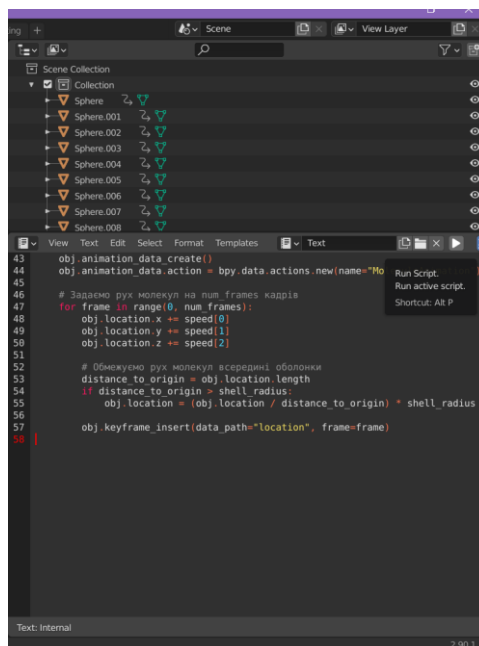 ing +
Scene
View Layer
Scene Collection
Collection
Sphere
Sphere.001
Sphere.002
Sphere.003
Sphere.004
Sphere.005
Sphere.006
Sphere.007
Sphere.008
View Text Edit Select Format Templates Text
43 obj.animation_data_create()
44 obj.animation_data.action = bpy.data.actions.new(name="Mo
Run Script.
Run active script.
Shortcut: Alt P
45
46 # Задаємо рух молекул на num_frames кадрів
47 for frame in range(0, num_frames):
48 obj.location.x += speed[0]
49 obj.location.y += speed[1]
50 obj.location.z += speed[2]
51
52 # Обмежуємо рух молекул всередині оболонки
53 distance_to_origin = obj.location.length
54 if distance_to_origin > shell_radius:
55 obj.location = (obj.location / distance_to_origin) * shell_radius
56
57 obj.keyframe_insert(data_path="location", frame=frame)
58
Text: Internal
2.90.1